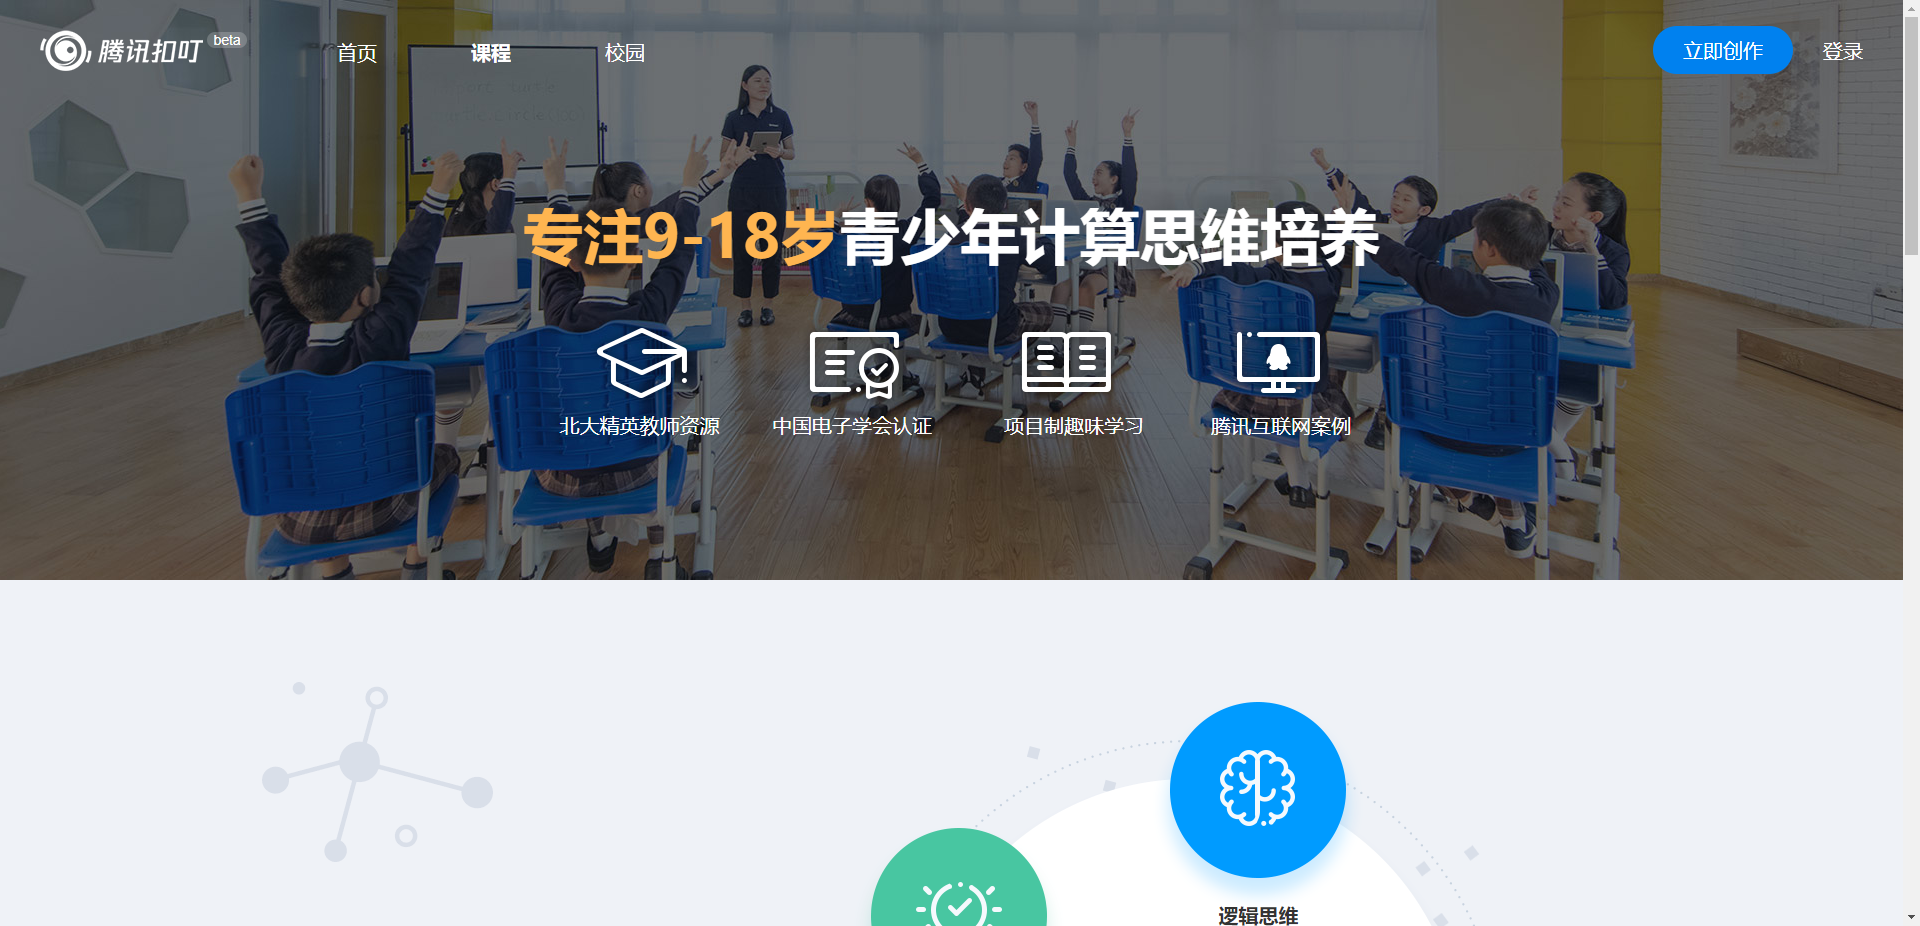 腾讯扣叮 beta
首页 课程 校园
立即创作 登录
专注9-18岁青少年计算思维培养
北大精英教师资源 中国电子学会认证 项目制趣味学习 腾讯互联网案例
逻辑思维